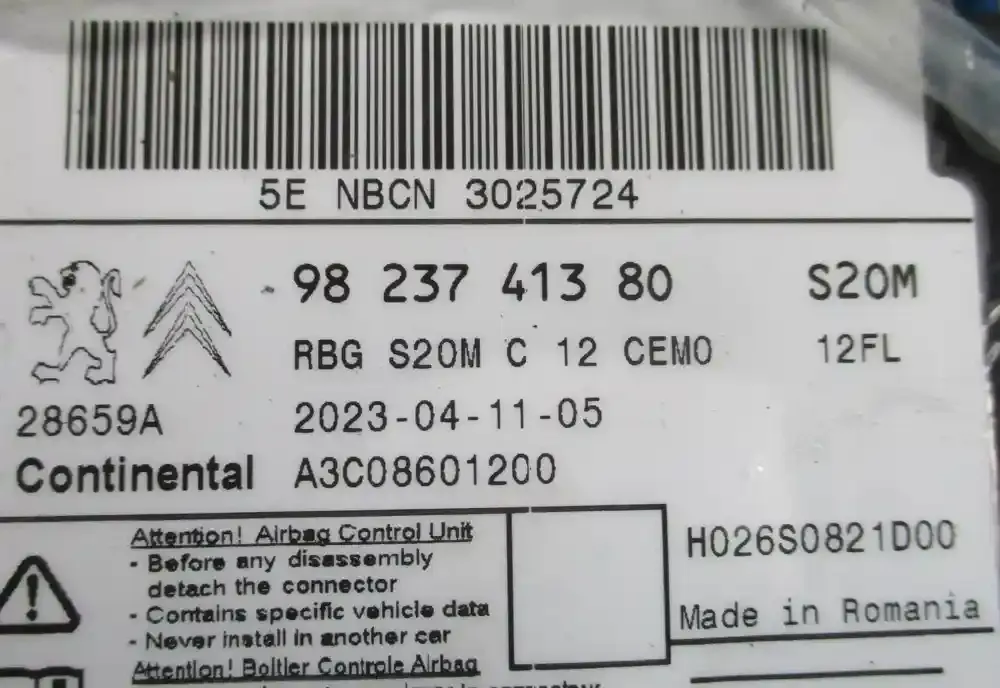 5E NBCN 3025724
98 237 413 80 S20M
RBG S20M C 12 CEM0 12FL
28659A 2023-04-11-05
Continental A3C08601200
Attention! Airbag Control Unit
- Before any disassembly
detach the connector
- Contains specific vehicle data
- Never install in another car
Attention! Boîtier Controle Airbag
H026S0821D00
Made in Romania